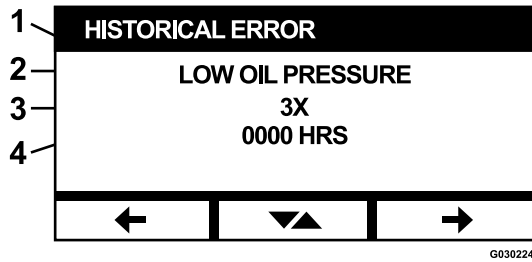 1
HISTORICAL ERROR
2
LOW OIL PRESSURE
3
3X
4
0000 HRS
G030224